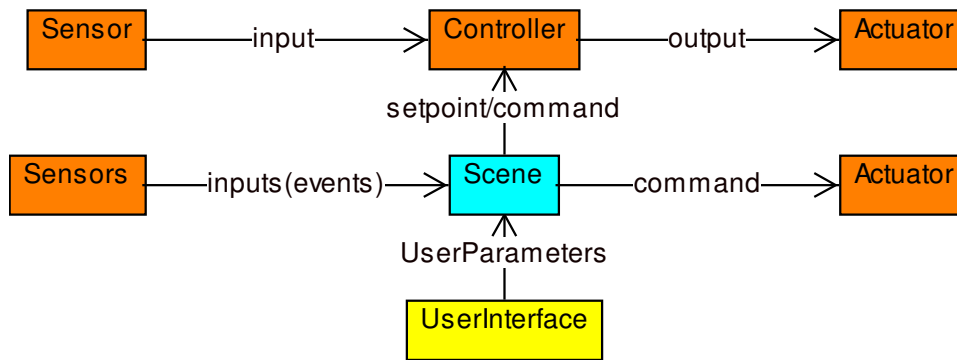 Sensor
input
Controller
output
Actuator
setpoint/command
Sensors
inputs(events)
Scene
command
Actuator
UserParameters
UserInterface